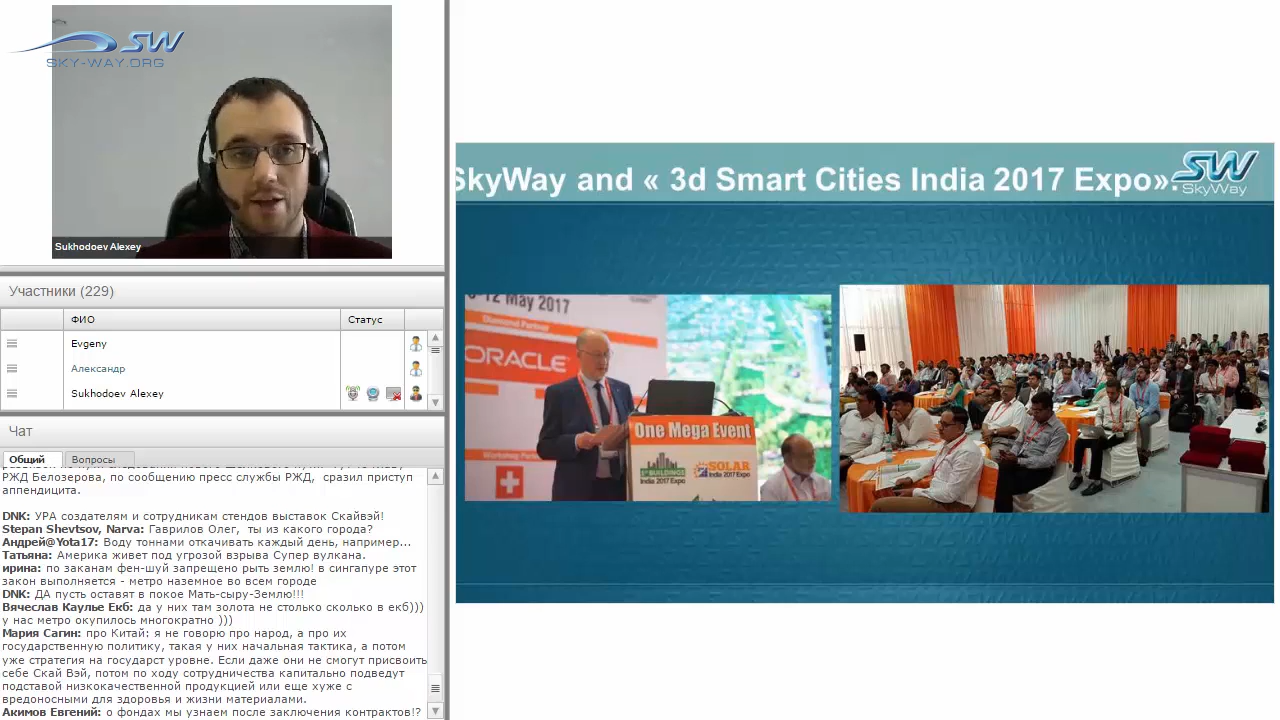 SW
SKY-WAY.ORG
Sukhodoev Alexey
Участники (229)
ФИО
Статус
Evgeny
Александр
Sukhodoev Alexey
Чат
Общий
Вопросы
РЖД Белозерова, по сообщению пресс службы РЖД, сразил приступ
аппендицита.
DNK: УРА создателям и сотрудникам стендов выставок Скайвэй!
Stepan Shevtsov, Narva: Гаврилов Олег, ты из какого города?
Андрей@Yota17: Воду тоннами откачивать каждый день, например...
Татьяна: Америка живет под угрозой взрыва Супер вулкана.
ирина: по заканам фен-шуй запрещено рыть землю! в сингапуре этот
закон выполняется - метро наземное во всем городе
DNK: ДА пусть оставят в покое Мать-сыру-Землю!!!
Вячеслав Каулье Екб: да у них там золота не столько сколько в екб)))
у нас метро окупилось многократно )))
Мария Сагин: про Китай: я не говорю про народ, а про их
государственную политику, такая у них начальная тактика, а потом
уже стратегия на государст уровне. Если даже они не смогут присвоить
себе Скай Вэй, потом по ходу сотрудничества капитально подведут
подставой низкокачественной продукцией или еще хуже с
вредоносными для здоровья и жизни материалами.
Акимов Евгений: о фондах мы узнаем после заключения контрактов!?
SkyWay and « 3d Smart Cities India 2017 Expo».
SW
SkyWay
-12 May 2017
Diamond Partner
ORACLE
One Mega Event
BUILDINGS
India 2017 Expo
SOLAR
India 2017 Expo